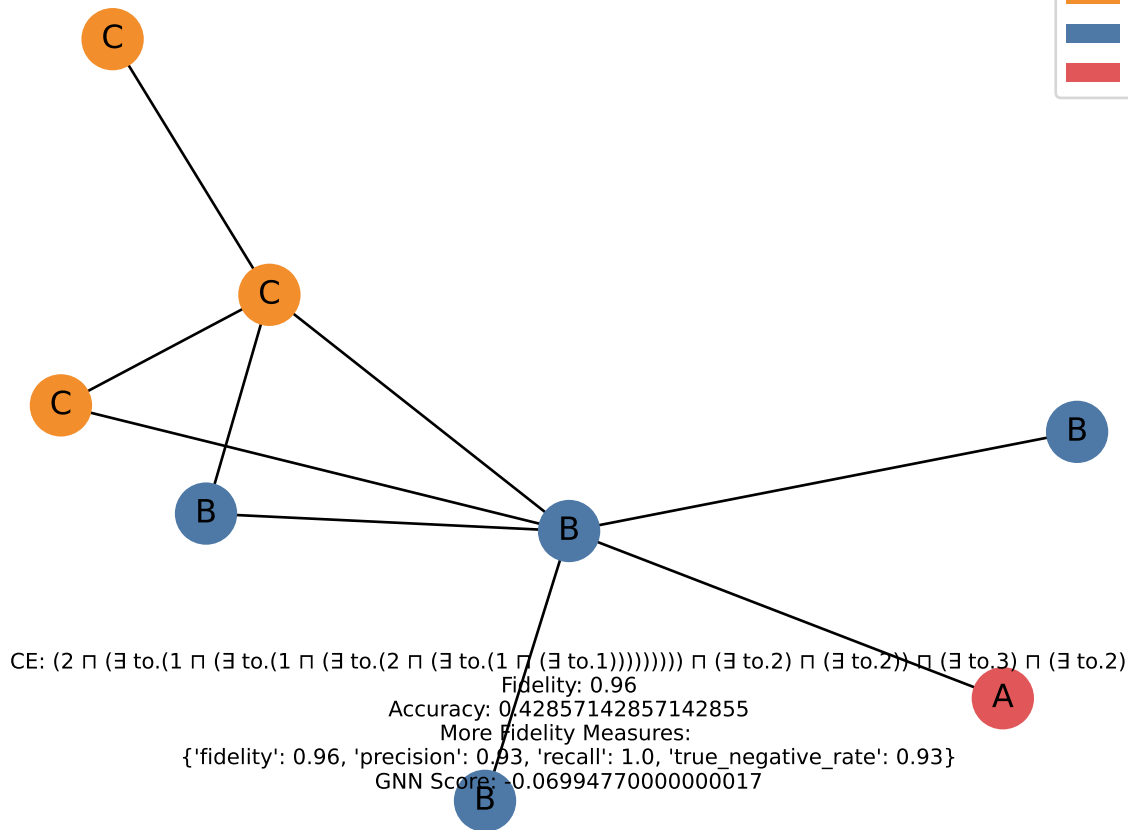 C
C
C
B
B
B
CE: (2 ⊓ (∃ to.(1 ⊓ (∃ to.(1 ⊓ (∃ to.(2 ⊓ (∃ to.(1 ⊓ (∃ to.1))))))))) ⊓ (∃ to.2) ⊓ (∃ to.2)) ⊓ (∃ to.3) ⊓ (∃ to.2)
Fidelity: 0.96
A
Accuracy: 0.42857142857142855
More Fidelity Measures:
{'fidelity': 0.96, 'precision': 0.93, 'recall': 1.0, 'true_negative_rate': 0.93}
GNN Score: -0.06994770000000017
B